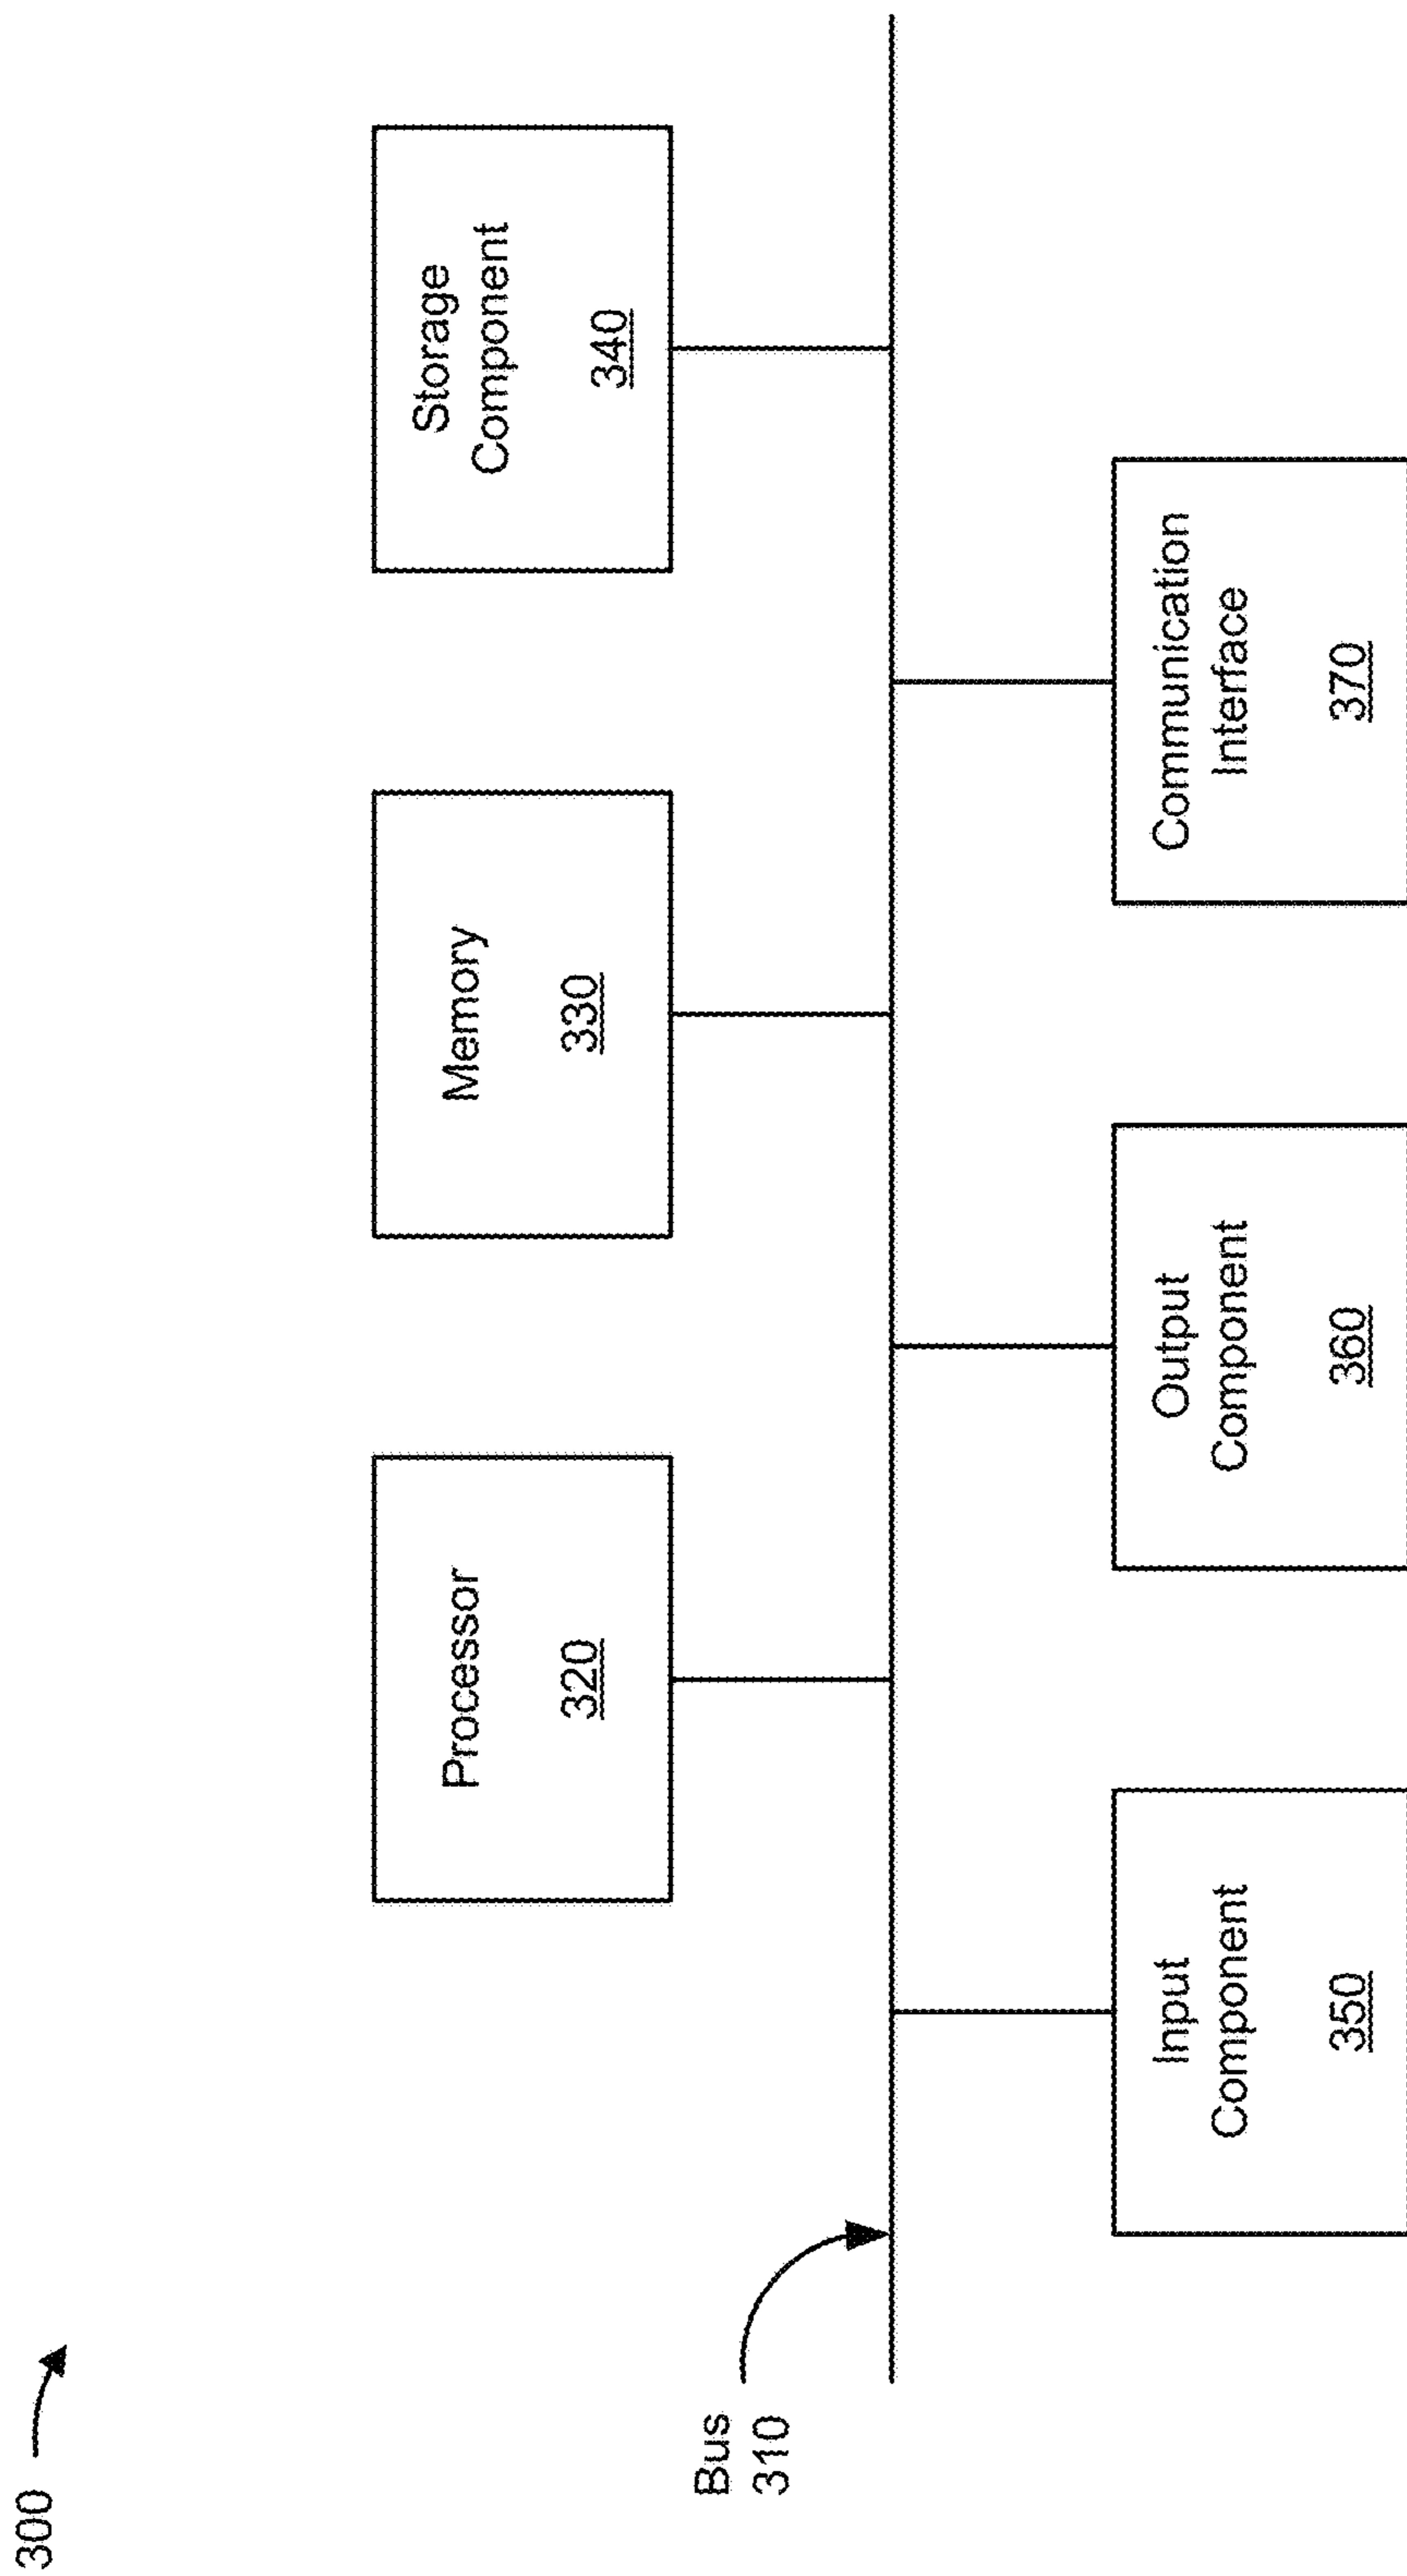 300
Processor
320
Memory
330
Storage
Component
340
Bus
310
Input
Component
350
Output
Component
360
Communication
Interface
370